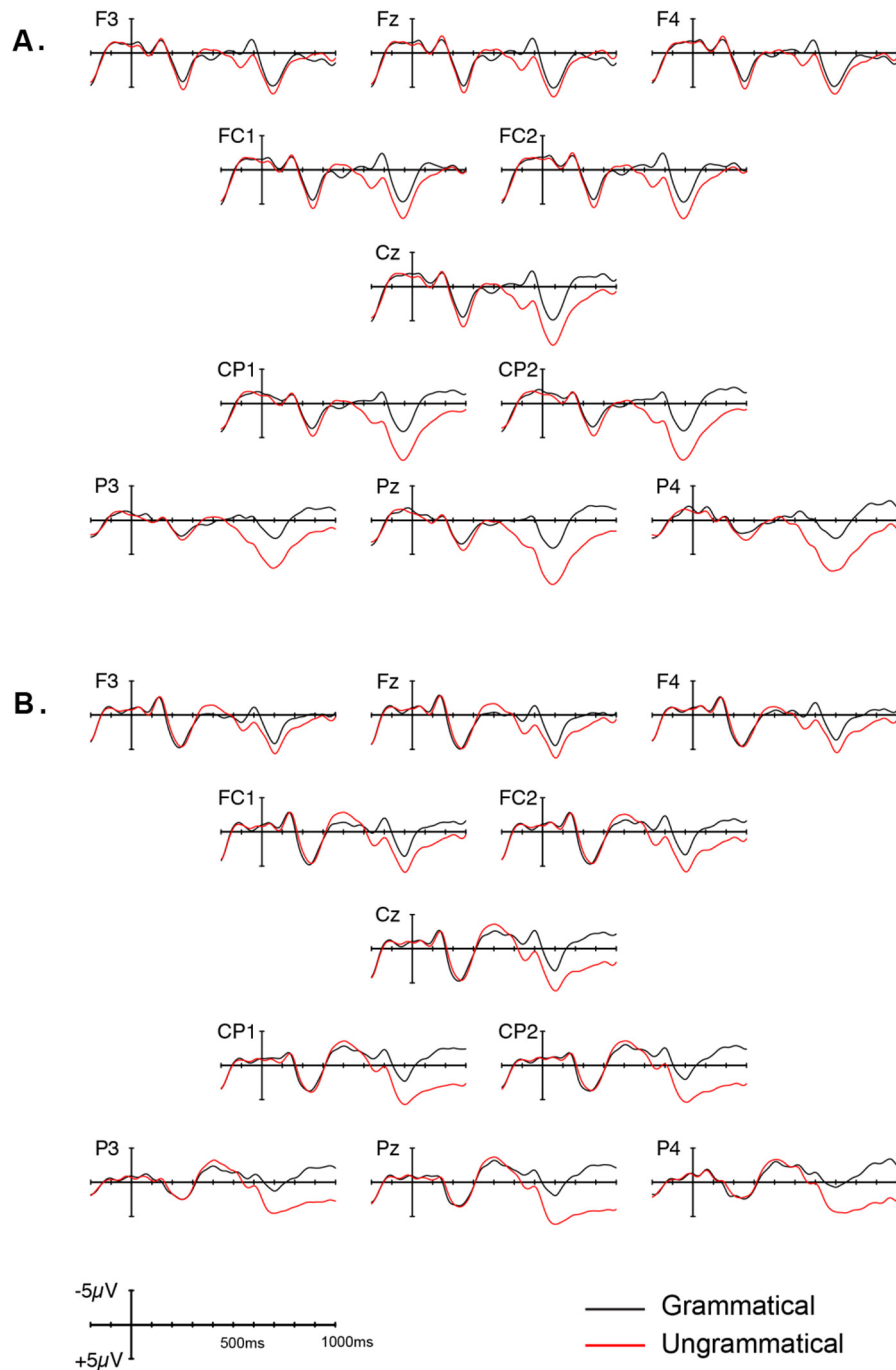 A.
F3 Fz F4
FC1 FC2
Cz
CP1 CP2
P3 Pz P4
B.
F3 Fz F4
FC1 FC2
Cz
CP1 CP2
P3 Pz P4
-5µV
500ms 1000ms
+5µV
Grammatical
Ungrammatical